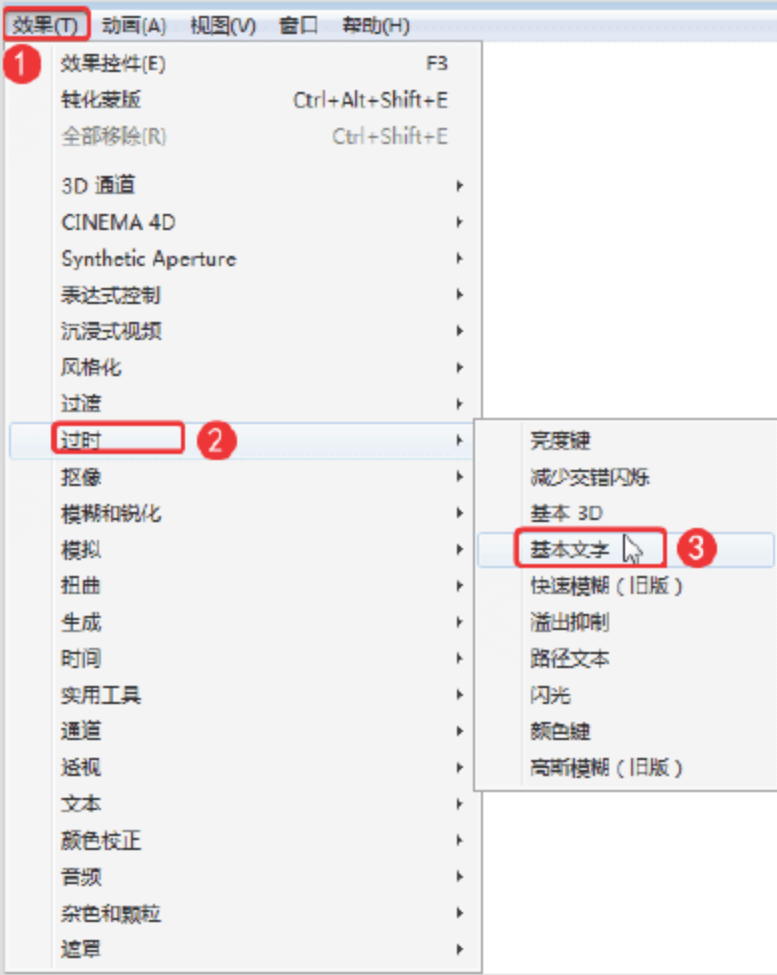 效果(T) 动画(A) 视图(V) 窗口 帮助(H)
1
效果控件(E) F3
钝化蒙版 Ctrl+Alt+Shift+E
全部移除(R) Ctrl+Shift+E
3D 通道
CINEMA 4D
Synthetic Aperture
表达式控制
沉浸式视频
风格化
过渡
过时 2
抠像
模糊和锐化
模拟
扭曲
生成
时间
实用工具
通道
透视
文本
颜色校正
音频
杂色和颗粒
遮罩
亮度键
减少交错闪烁
基本 3D
基本文字 3
快速模糊 ( 旧版 )
溢出抑制
路径文本
闪光
颜色键
高斯模糊 ( 旧版 )